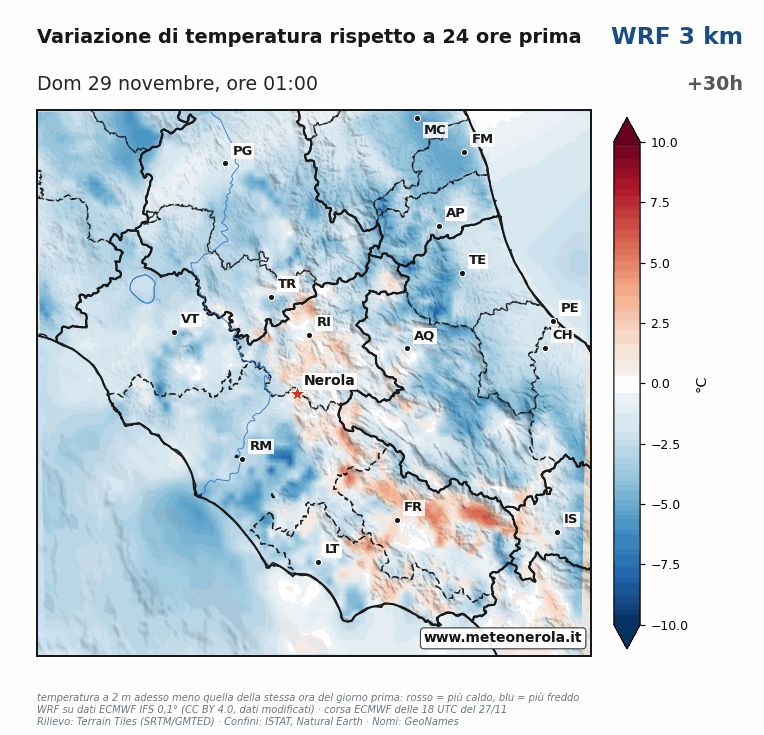 Variazione di temperatura rispetto a 24 ore prima
WRF 3 km
Dom 29 novembre, ore 01:00
+30h
MC
FM
PG
AP
TE
TR
PE
VT
RI
CH
AQ
Nerola
RM
FR
IS
LT
www.meteonerola.it
10.0
7.5
5.0
2.5
0.0
−2.5
−5.0
−7.5
−10.0
°C
temperatura a 2 m adesso meno quella della stessa ora del giorno prima: rosso = più caldo, blu = più freddo
WRF su dati ECMWF IFS 0,1° (CC BY 4.0, dati modificati) · corsa ECMWF delle 18 UTC del 27/11
Rilievo: Terrain Tiles (SRTM/GMTED) · Confini: ISTAT, Natural Earth · Nomi: GeoNames